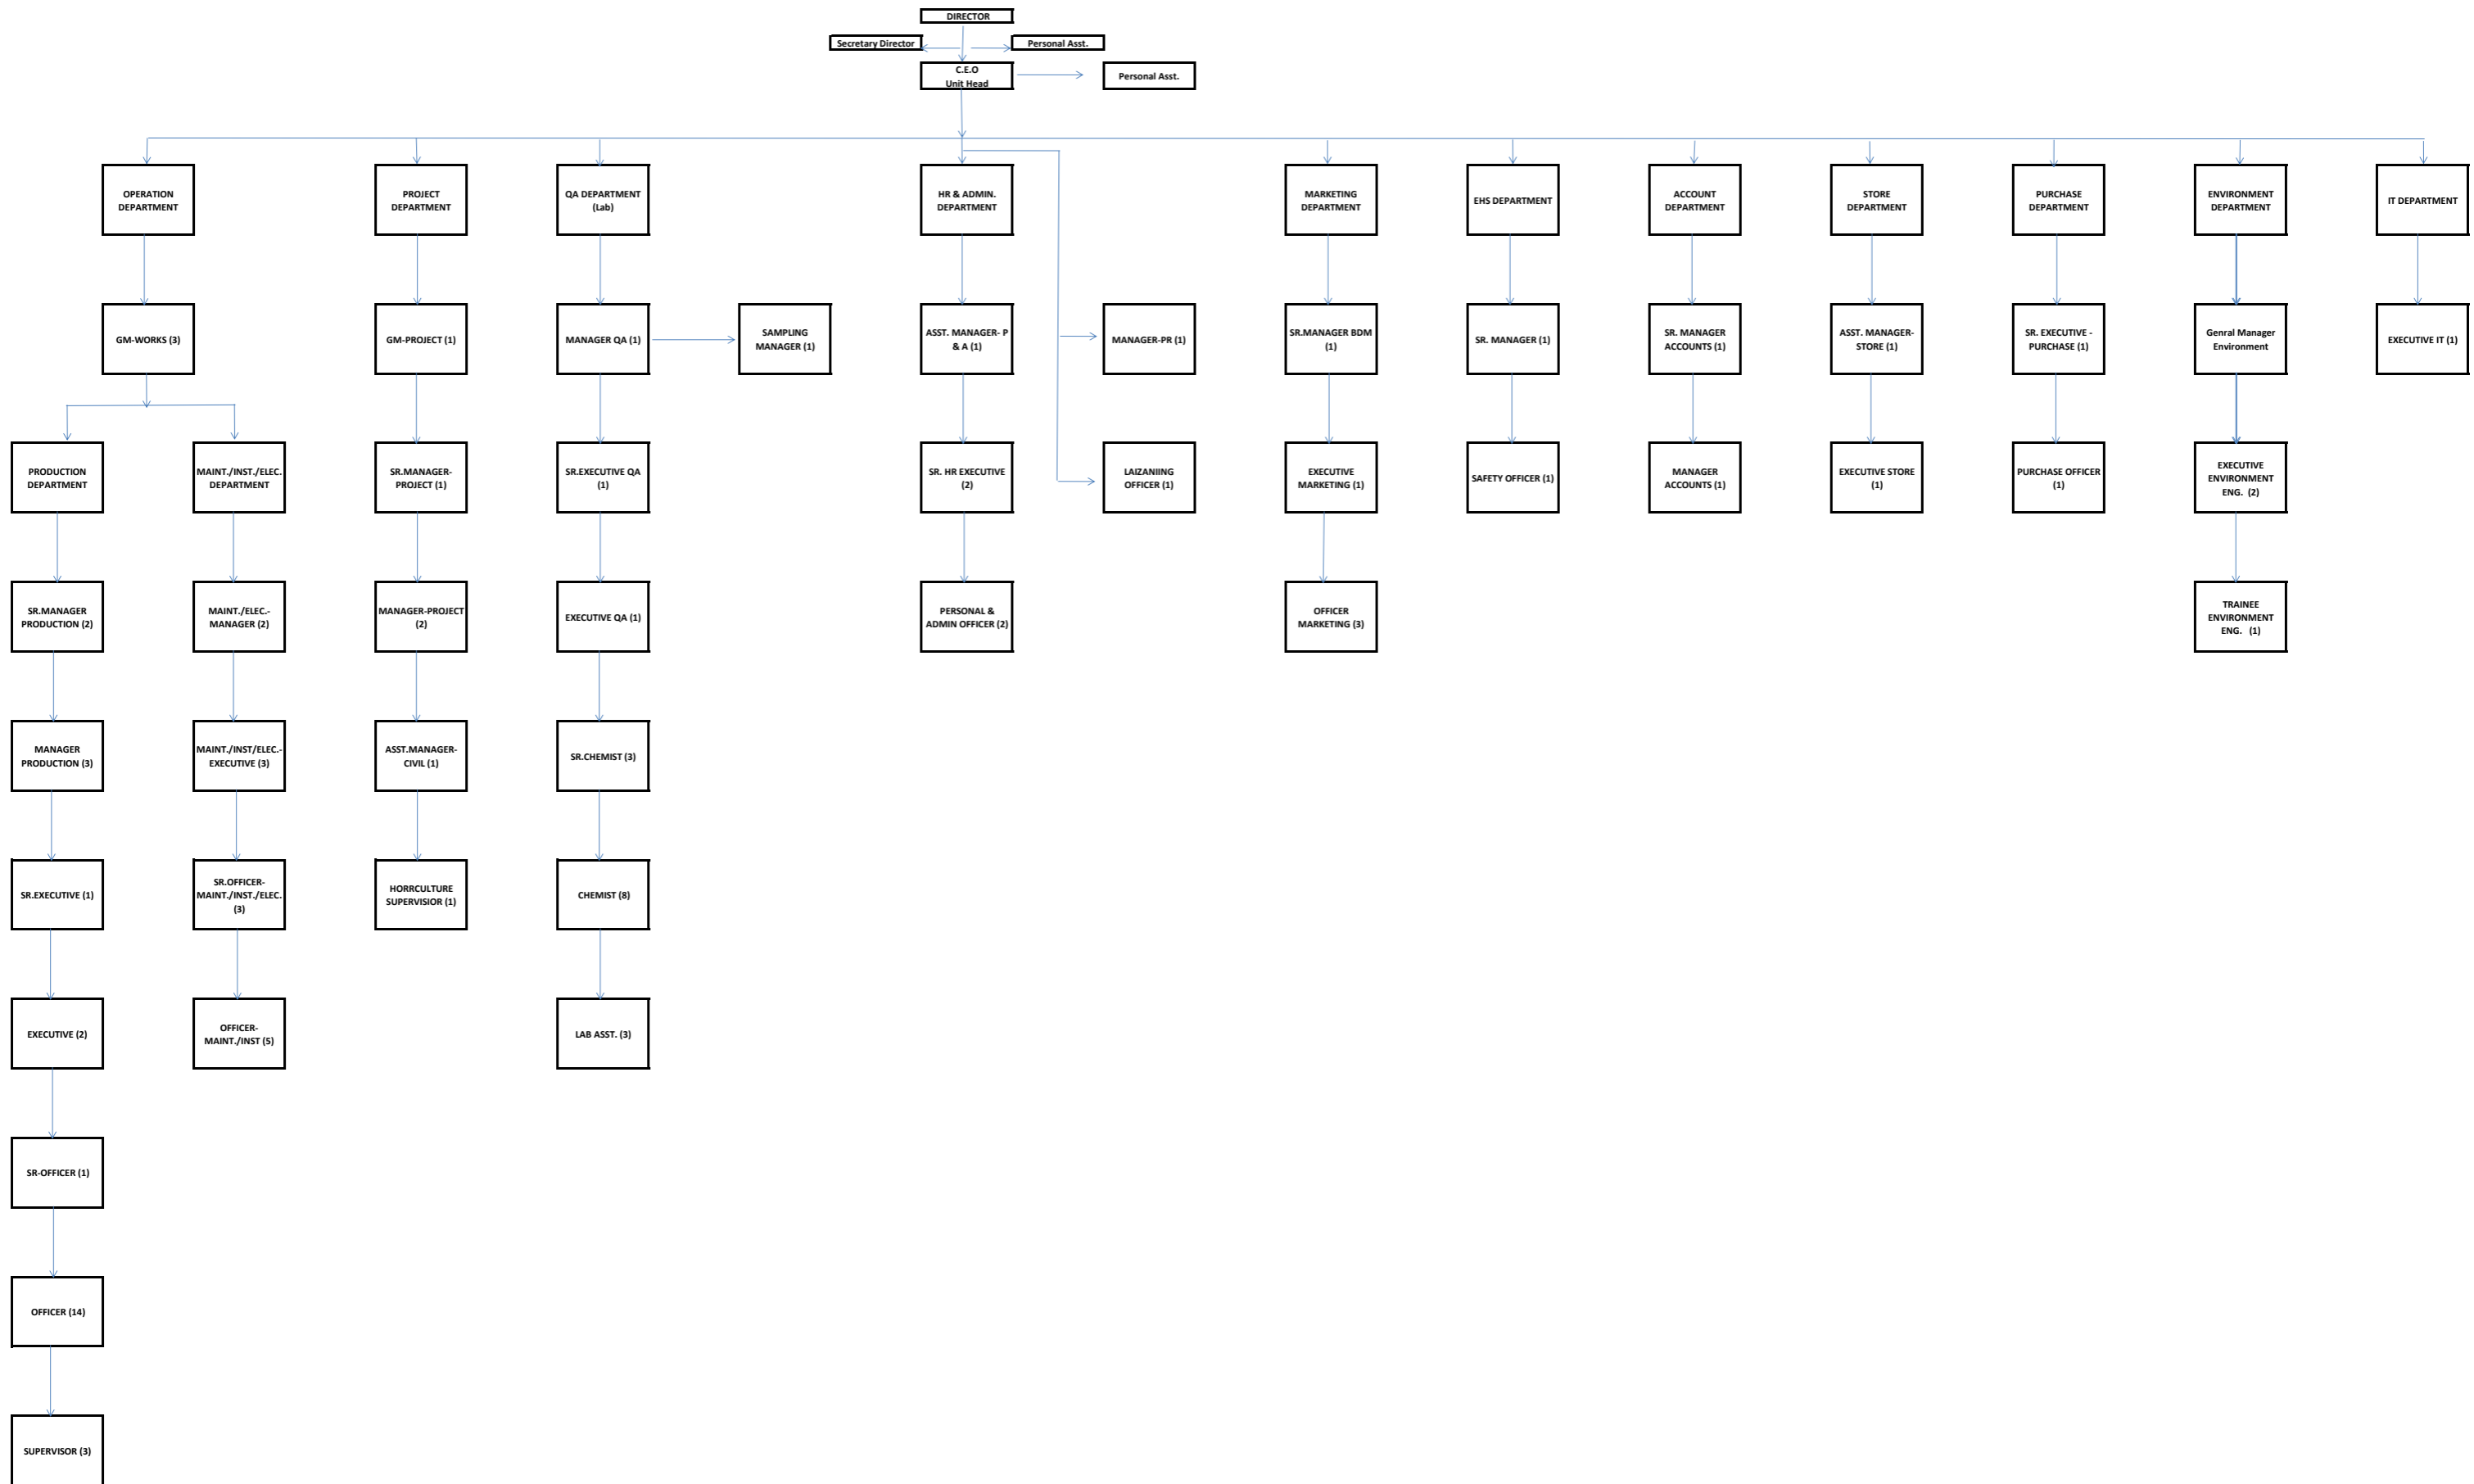 DIRECTOR
Secretary Director
Personal Asst.
C.E.O
Unit Head
Personal Asst.
OPERATION
DEPARTMENT
PROJECT
DEPARTMENT
QA DEPARTMENT
(Lab)
HR & ADMIN.
DEPARTMENT
MARKETING
DEPARTMENT
EHS DEPARTMENT
ACCOUNT
DEPARTMENT
STORE
DEPARTMENT
PURCHASE
DEPARTMENT
ENVIRONMENT
DEPARTMENT
IT DEPARTMENT
GM-WORKS (3)
GM-PROJECT (1)
MANAGER QA (1)
SAMPLING
MANAGER (1)
ASST. MANAGER- P
& A (1)
MANAGER-PR (1)
SR.MANAGER BDM
(1)
SR. MANAGER (1)
SR. MANAGER
ACCOUNTS (1)
ASST. MANAGER-
STORE (1)
SR. EXECUTIVE -
PURCHASE (1)
Genral Manager
Environment
EXECUTIVE IT (1)
PRODUCTION
DEPARTMENT
MAINT./INST./ELEC.
DEPARTMENT
SR.MANAGER-
PROJECT (1)
SR.EXECUTIVE QA
(1)
SR. HR EXECUTIVE
(2)
LAIZANIING
OFFICER (1)
EXECUTIVE
MARKETING (1)
SAFETY OFFICER (1)
MANAGER
ACCOUNTS (1)
EXECUTIVE STORE
(1)
PURCHASE OFFICER
(1)
EXECUTIVE
ENVIRONMENT
ENG. (2)
SR.MANAGER
PRODUCTION (2)
MAINT./ELEC.-
MANAGER (2)
MANAGER-PROJECT
(2)
EXECUTIVE QA (1)
PERSONAL &
ADMIN OFFICER (2)
OFFICER
MARKETING (3)
TRAINEE
ENVIRONMENT
ENG. (1)
MANAGER
PRODUCTION (3)
MAINT./INST/ELEC.-
EXECUTIVE (3)
ASST.MANAGER-
CIVIL (1)
SR.CHEMIST (3)
SR.EXECUTIVE (1)
SR.OFFICER-
MAINT./INST./ELEC.
(3)
HORRCULTURE
SUPERVISIOR (1)
CHEMIST (8)
EXECUTIVE (2)
OFFICER-
MAINT./INST (5)
LAB ASST. (3)
SR-OFFICER (1)
OFFICER (14)
SUPERVISOR (3)